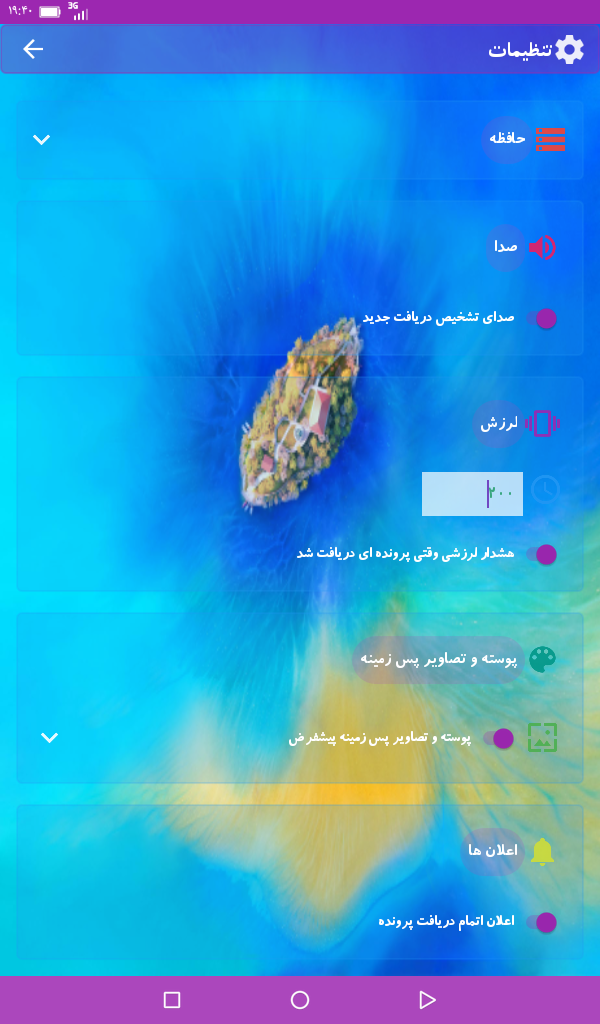 ۱۹:۴۰ 3G
تنظیمات
حافظه
صدا
صدای تشخیص دریافت جدید
لرزش
۲۰۰
هشدار لرزشی وقتی پرونده ای دریافت شد
پوسته و تصاویر پس زمینه
پوسته و تصاویر پس زمینه پیشفرض
اعلان ها
اعلان اتمام دریافت پرونده